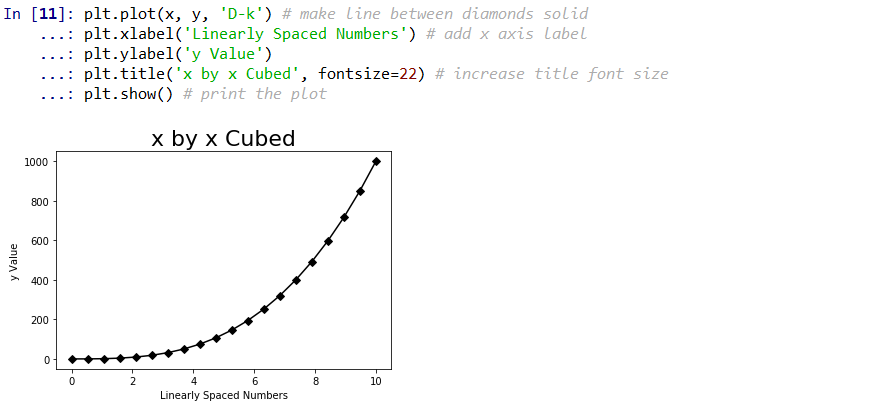 In [11]: plt.plot(x, y, 'D-k') # make line between diamonds solid
...: plt.xlabel('Linearly Spaced Numbers') # add x axis label
...: plt.ylabel('y Value')
...: plt.title('x by x Cubed', fontsize=22) # increase title font size
...: plt.show() # print the plot
x by x Cubed
1000
800
600
400
200
0
y Value
0 2 4 6 8 10
Linearly Spaced Numbers